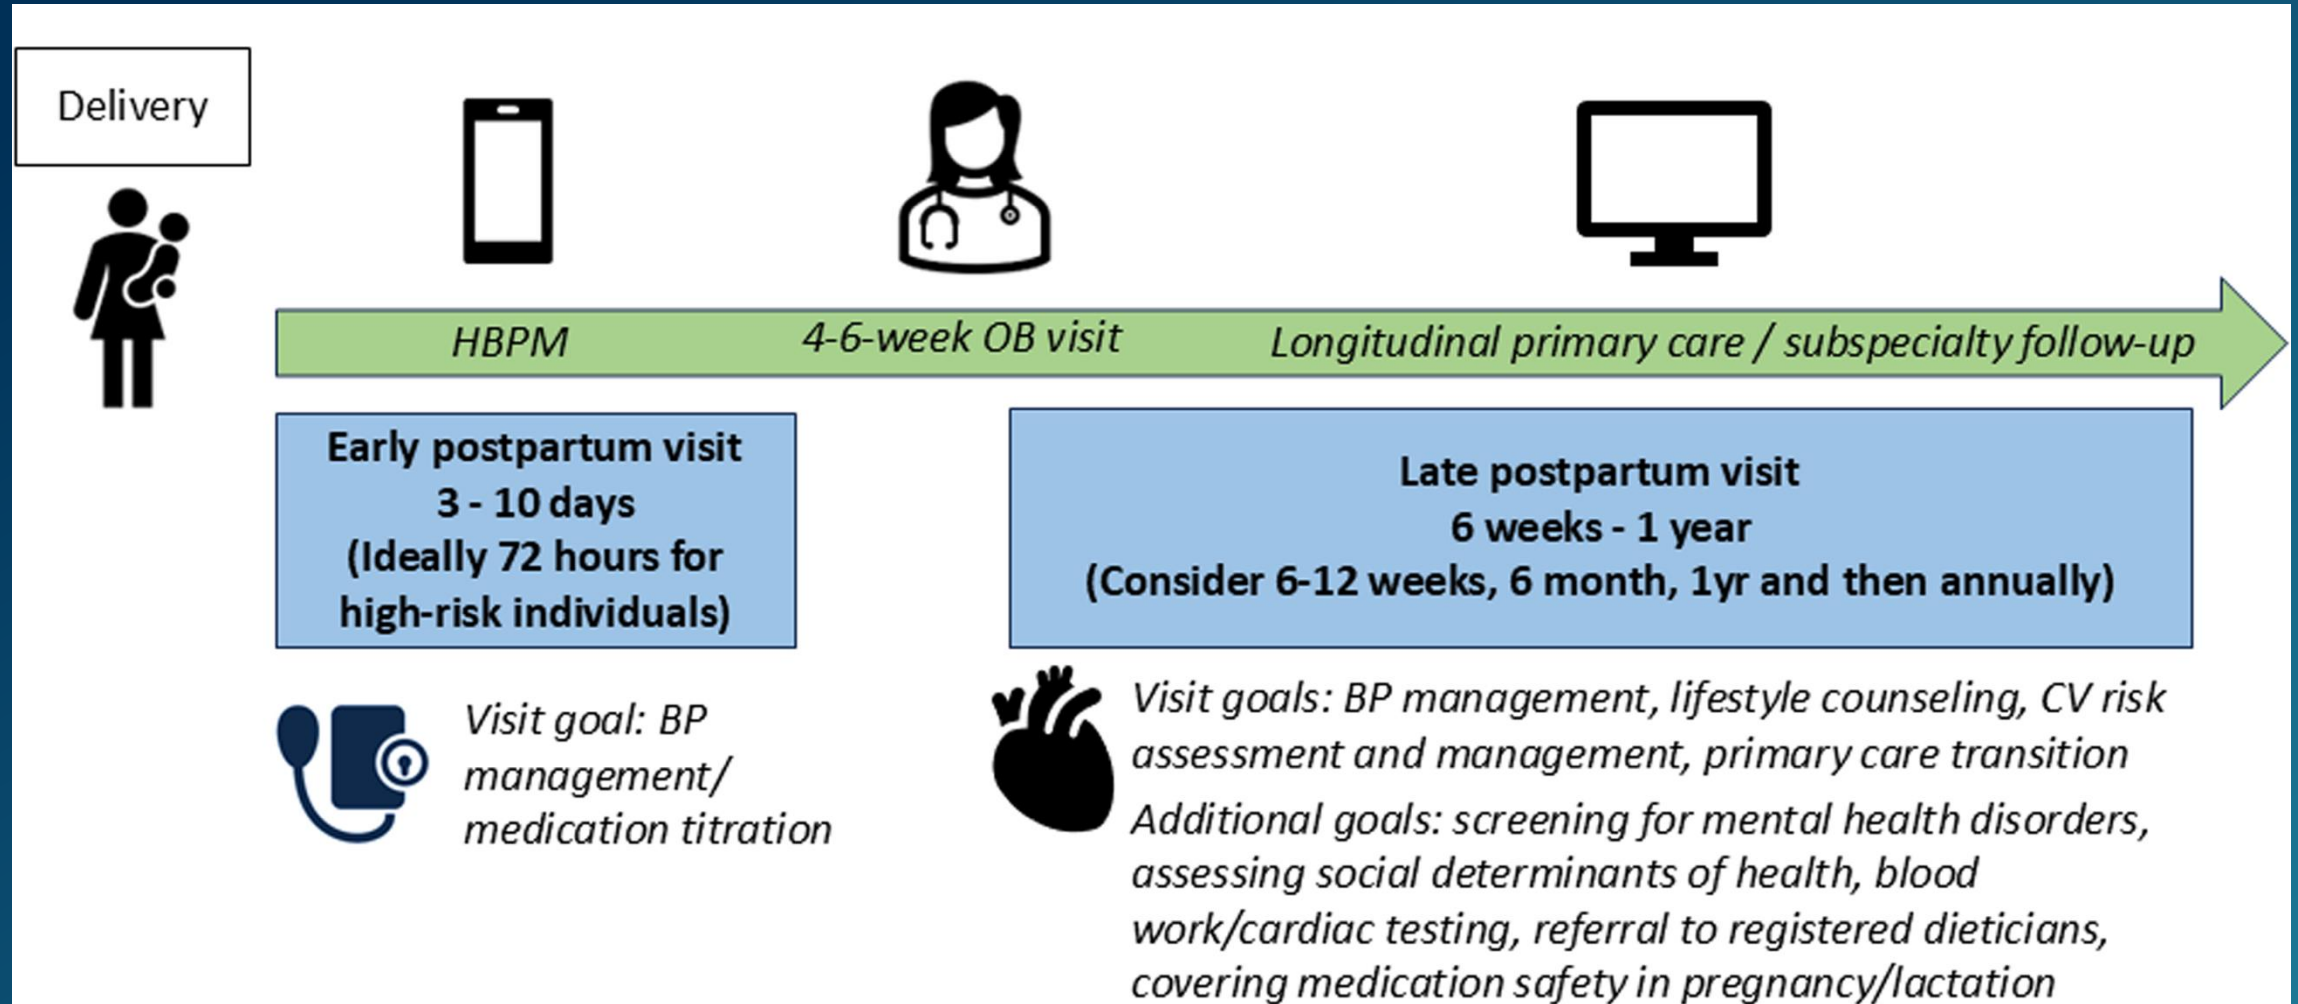 Delivery
HBPM
4-6-week OB visit
Longitudinal primary care / subspecialty follow-up
Early postpartum visit
3 - 10 days
(Ideally 72 hours for
high-risk individuals)
Late postpartum visit
6 weeks - 1 year
(Consider 6-12 weeks, 6 month, 1yr and then annually)
Visit goal: BP
management/
medication titration
Visit goals: BP management, lifestyle counseling, CV risk
assessment and management, primary care transition
Additional goals: screening for mental health disorders,
assessing social determinants of health, blood
work/cardiac testing, referral to registered dieticians,
covering medication safety in pregnancy/lactation